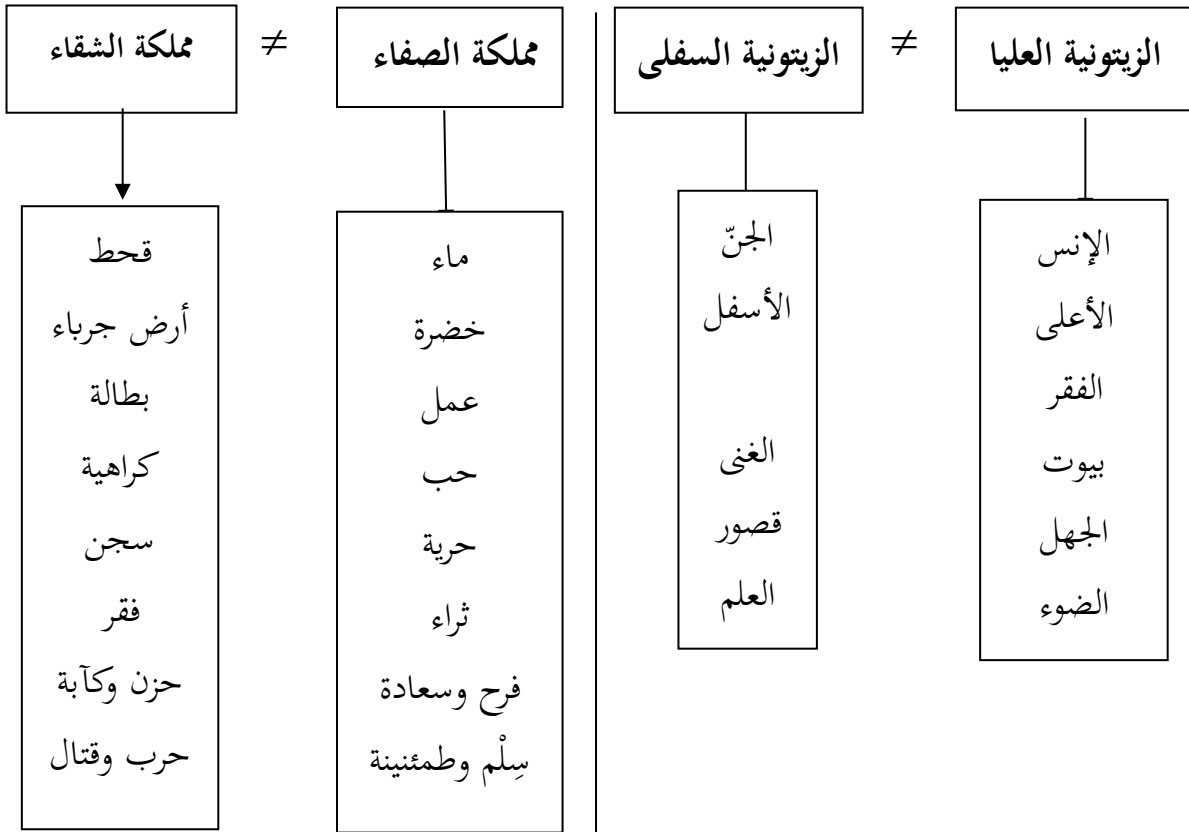 الزيتونية العليا
≠
الزيتونية السفلى
مملكة الصفاء
≠
مملكة الشقاء
الإنس
الأعلى
الفقر
بيوت
الجهل
الضوء
الجنّ
الأسفل
الغنى
قصور
العلم
ماء
خضرة
عمل
حب
حرية
ثراء
فرح وسعادة
سِلْم وطمئنينة
قحط
أرض جرباء
بطالة
كراهية
سجن
فقر
حزن وكآبة
حرب وقتال